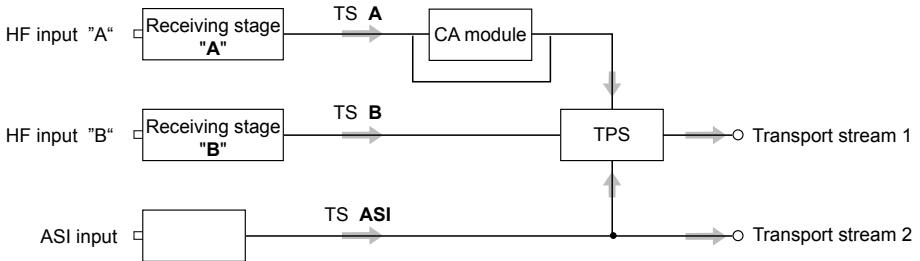 TS A
HF input "A“
Receiving stage
"A"
CA module
TS B
HF input "B“
Receiving stage
"B"
TPS
Transport stream 1
TS ASI
ASI input
Transport stream 2